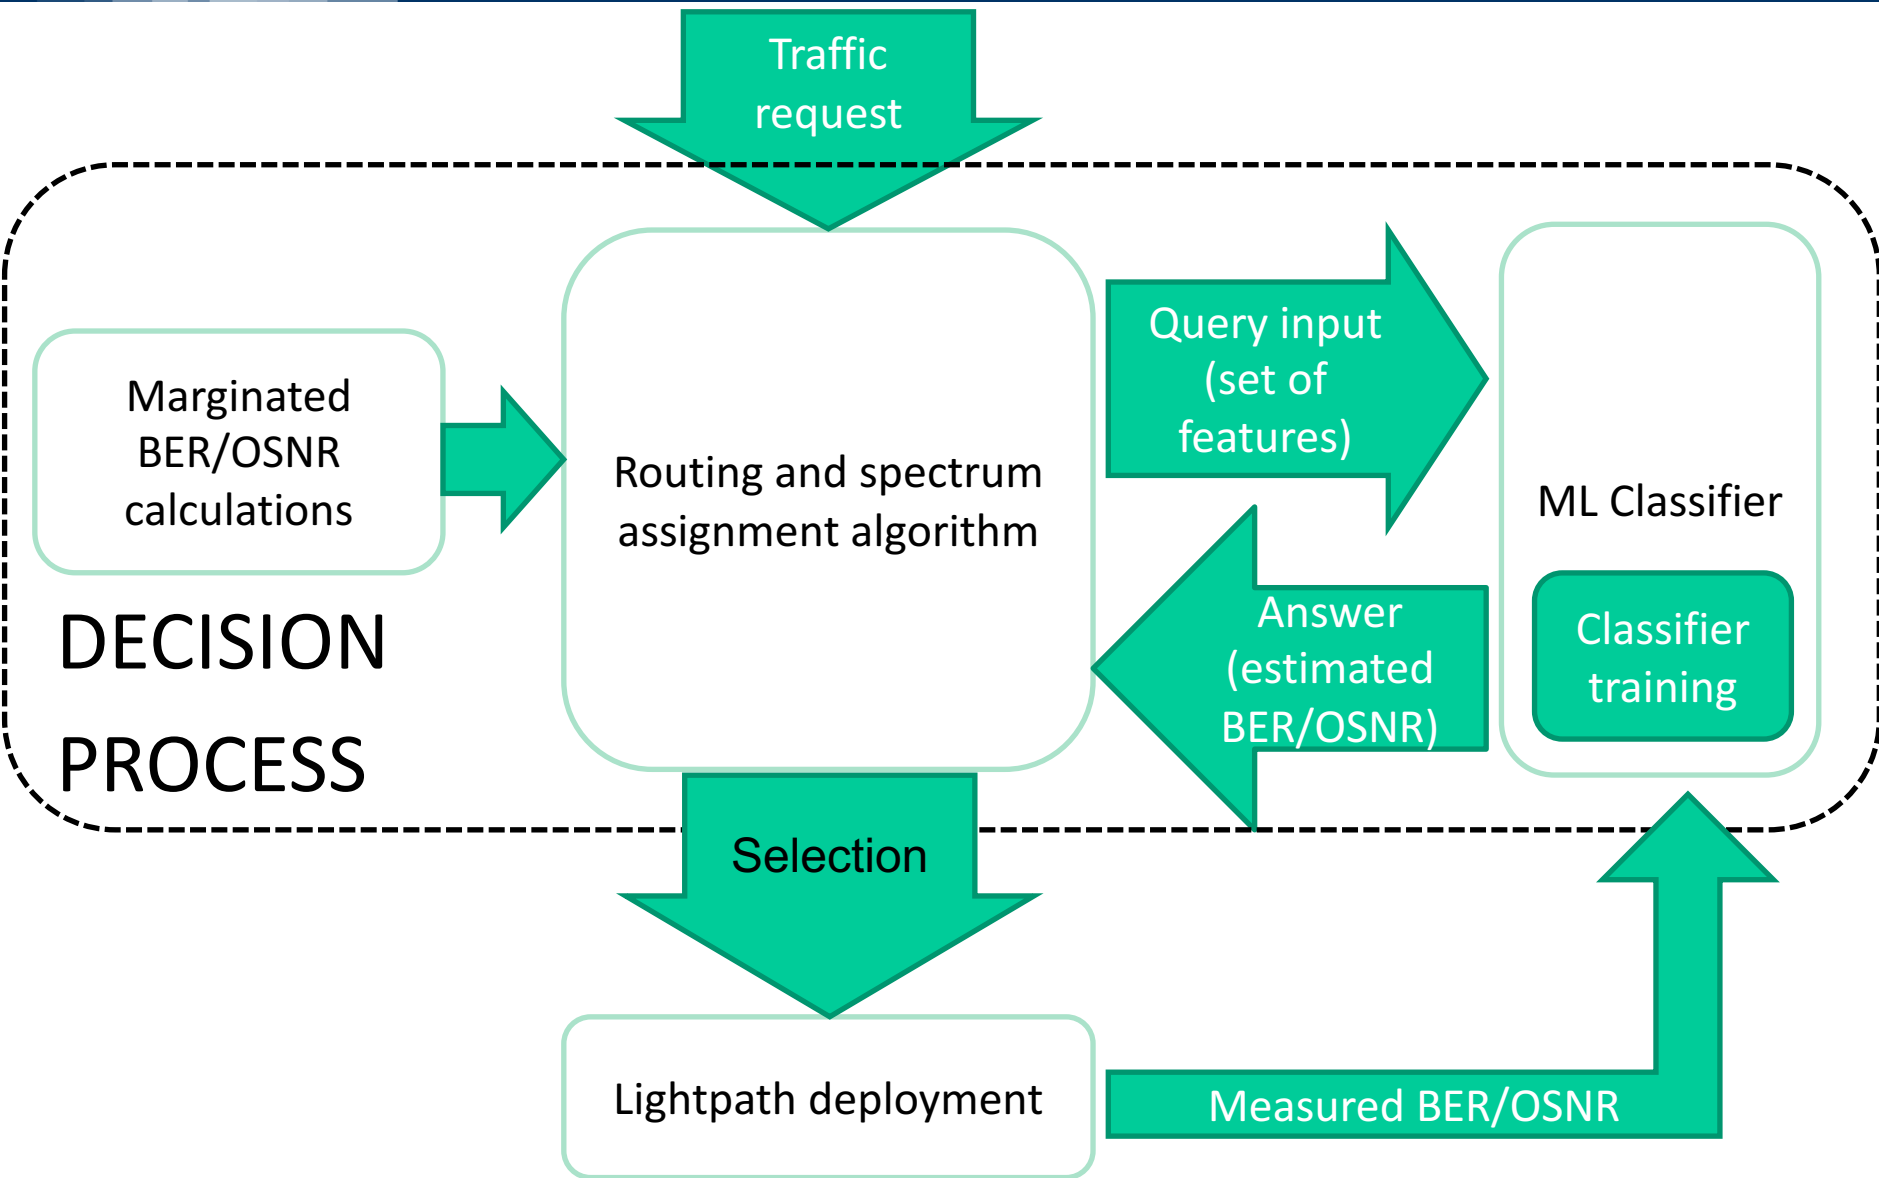 Traffic
request
Marginated
BER/OSNR
calculations
Routing and spectrum
assignment algorithm
Query input
(set of
features)
Answer
(estimated
BER/OSNR)
ML Classifier
Classifier
training
DECISION
PROCESS
Selection
Lightpath deployment
Measured BER/OSNR